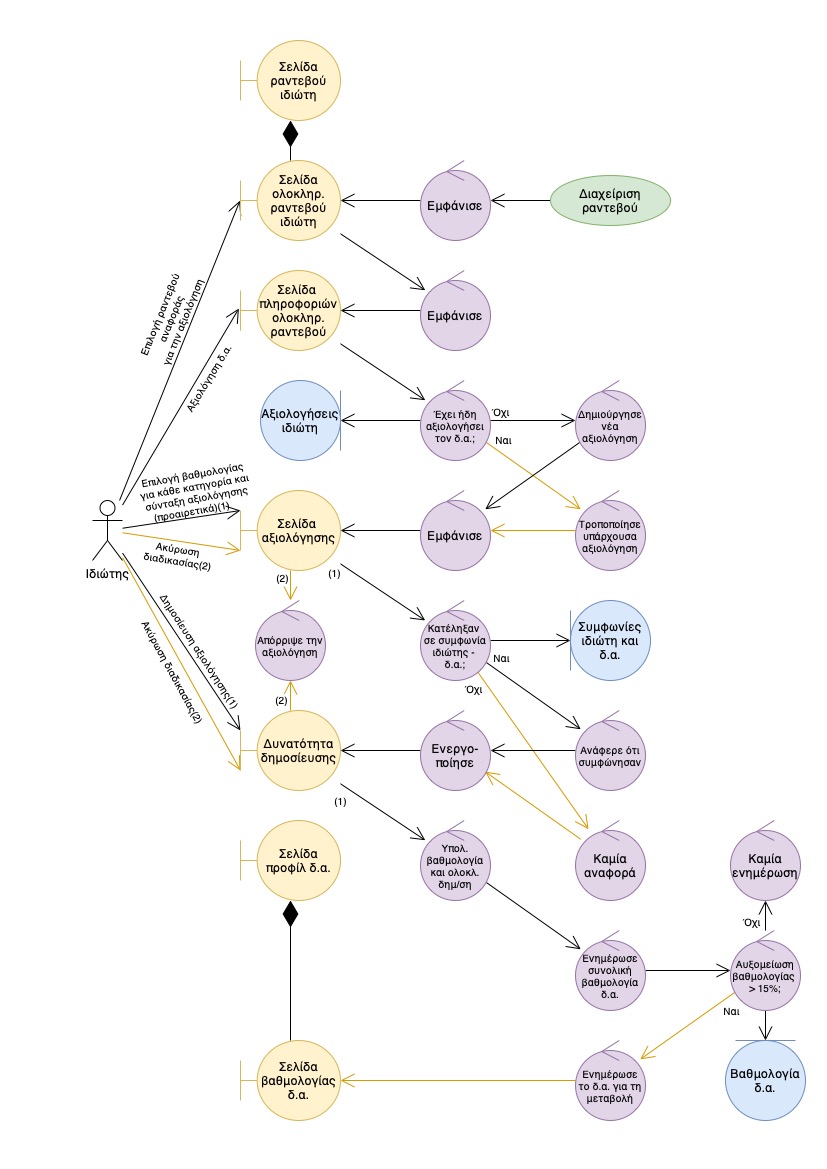 Σελίδα
ραντεβού
ιδιώτη
Σελίδα
ολοκληρ.
ραντεβού
ιδιώτη
Εμφάνισε
Διαχείριση
ραντεβού
Επιλογή ραντεβού
αναφοράς
για την αξιολόγηση
Σελίδα
πληροφοριών
ολοκληρ.
ραντεβού
Εμφάνισε
Αξιολόγηση δ.α.
Αξιολογήσεις
ιδιώτη
Έχει ήδη
αξιολογήσει
τον δ.α.;
Όχι
Ναι
Δημιούργησε
νέα
αξιολόγηση
Επιλογή βαθμολογίας
για κάθε κατηγορία και
σύνταξη αξιολόγησης
(προαιρετικά)(1)
Σελίδα
αξιολόγησης
Εμφάνισε
Τροποποίησε
υπάρχουσα
αξιολόγηση
Ακύρωση
διαδικασίας(2)
Ιδιώτης
(2)
(1)
Απόρριψε την
αξιολόγηση
Κατέληξαν
σε συμφωνία
ιδιώτης -
δ.α.;
Συμφωνίες
ιδιώτη και
δ.α.
Ναι
Όχι
Δημοσίευση αξιολόγησης(1)
Ακύρωση διαδικασίας(2)
(2)
Δυνατότητα
δημοσίευσης
Ενεργο-
ποίησε
Ανάφερε ότι
συμφώνησαν
(1)
Σελίδα
προφίλ δ.α.
Υπολ.
βαθμολογία
και ολοκλ.
δημ/ση
Καμία
αναφορά
Καμία
ενημέρωση
Όχι
Ενημέρωσε
συνολική
βαθμολογία
δ.α.
Αυξομείωση
βαθμολογίας
> 15%;
Ναι
Σελίδα
βαθμολογίας
δ.α.
Ενημέρωσε
το δ.α. για τη
μεταβολή
Βαθμολογία
δ.α.